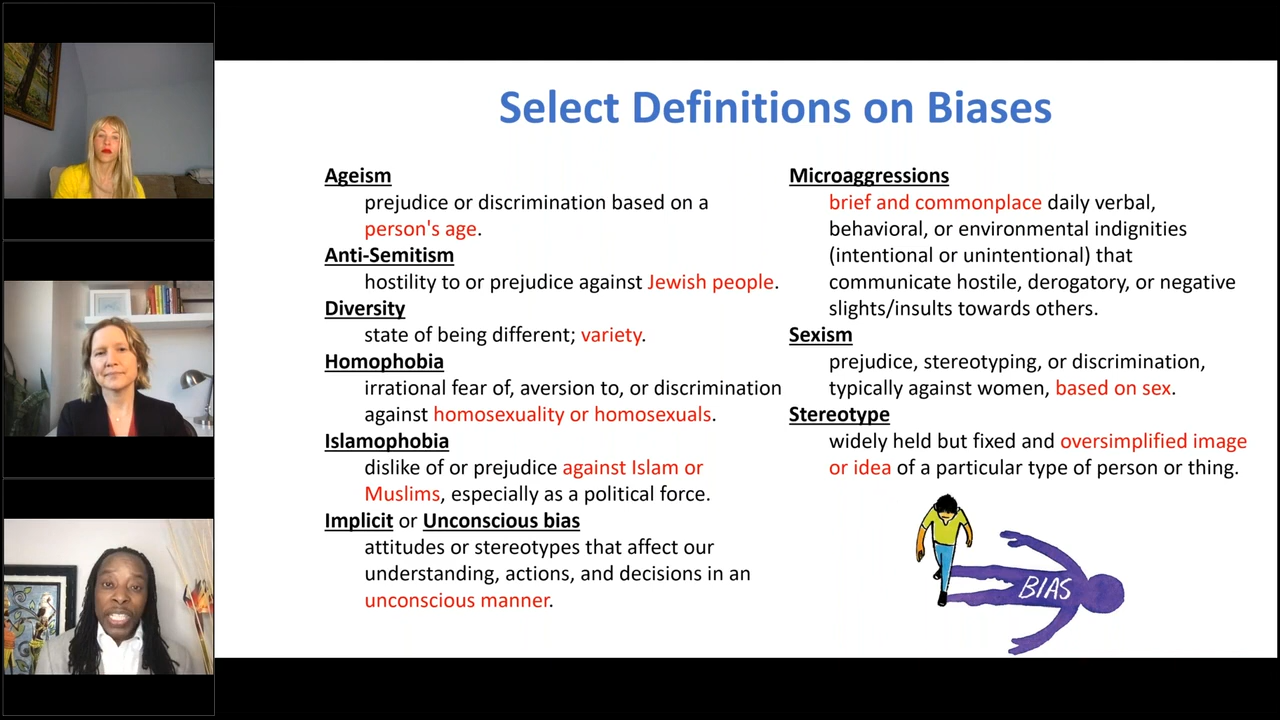 Select Definitions on Biases
Ageism
prejudice or discrimination based on a
person's age.
Anti-Semitism
hostility to or prejudice against Jewish people.
Diversity
state of being different; variety.
Homophobia
irrational fear of, aversion to, or discrimination
against homosexuality or homosexuals.
Islamophobia
dislike of or prejudice against Islam or
Muslims, especially as a political force.
Implicit or Unconscious bias
attitudes or stereotypes that affect our
understanding, actions, and decisions in an
unconscious manner.
Microaggressions
brief and commonplace daily verbal,
behavioral, or environmental indignities
(intentional or unintentional) that
communicate hostile, derogatory, or negative
slights/insults towards others.
Sexism
prejudice, stereotyping, or discrimination,
typically against women, based on sex.
Stereotype
widely held but fixed and oversimplified image
or idea of a particular type of person or thing.
BIAS